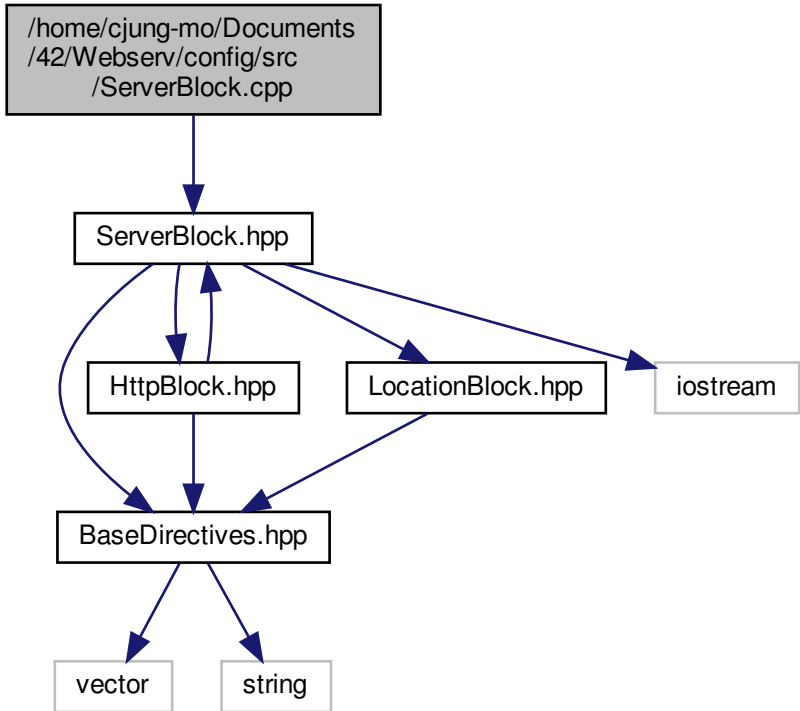 /home/cjung-mo/Documents
/42/Webserv/config/src
/ServerBlock.cpp
ServerBlock.hpp
HttpBlock.hpp
LocationBlock.hpp
iostream
BaseDirectives.hpp
vector
string